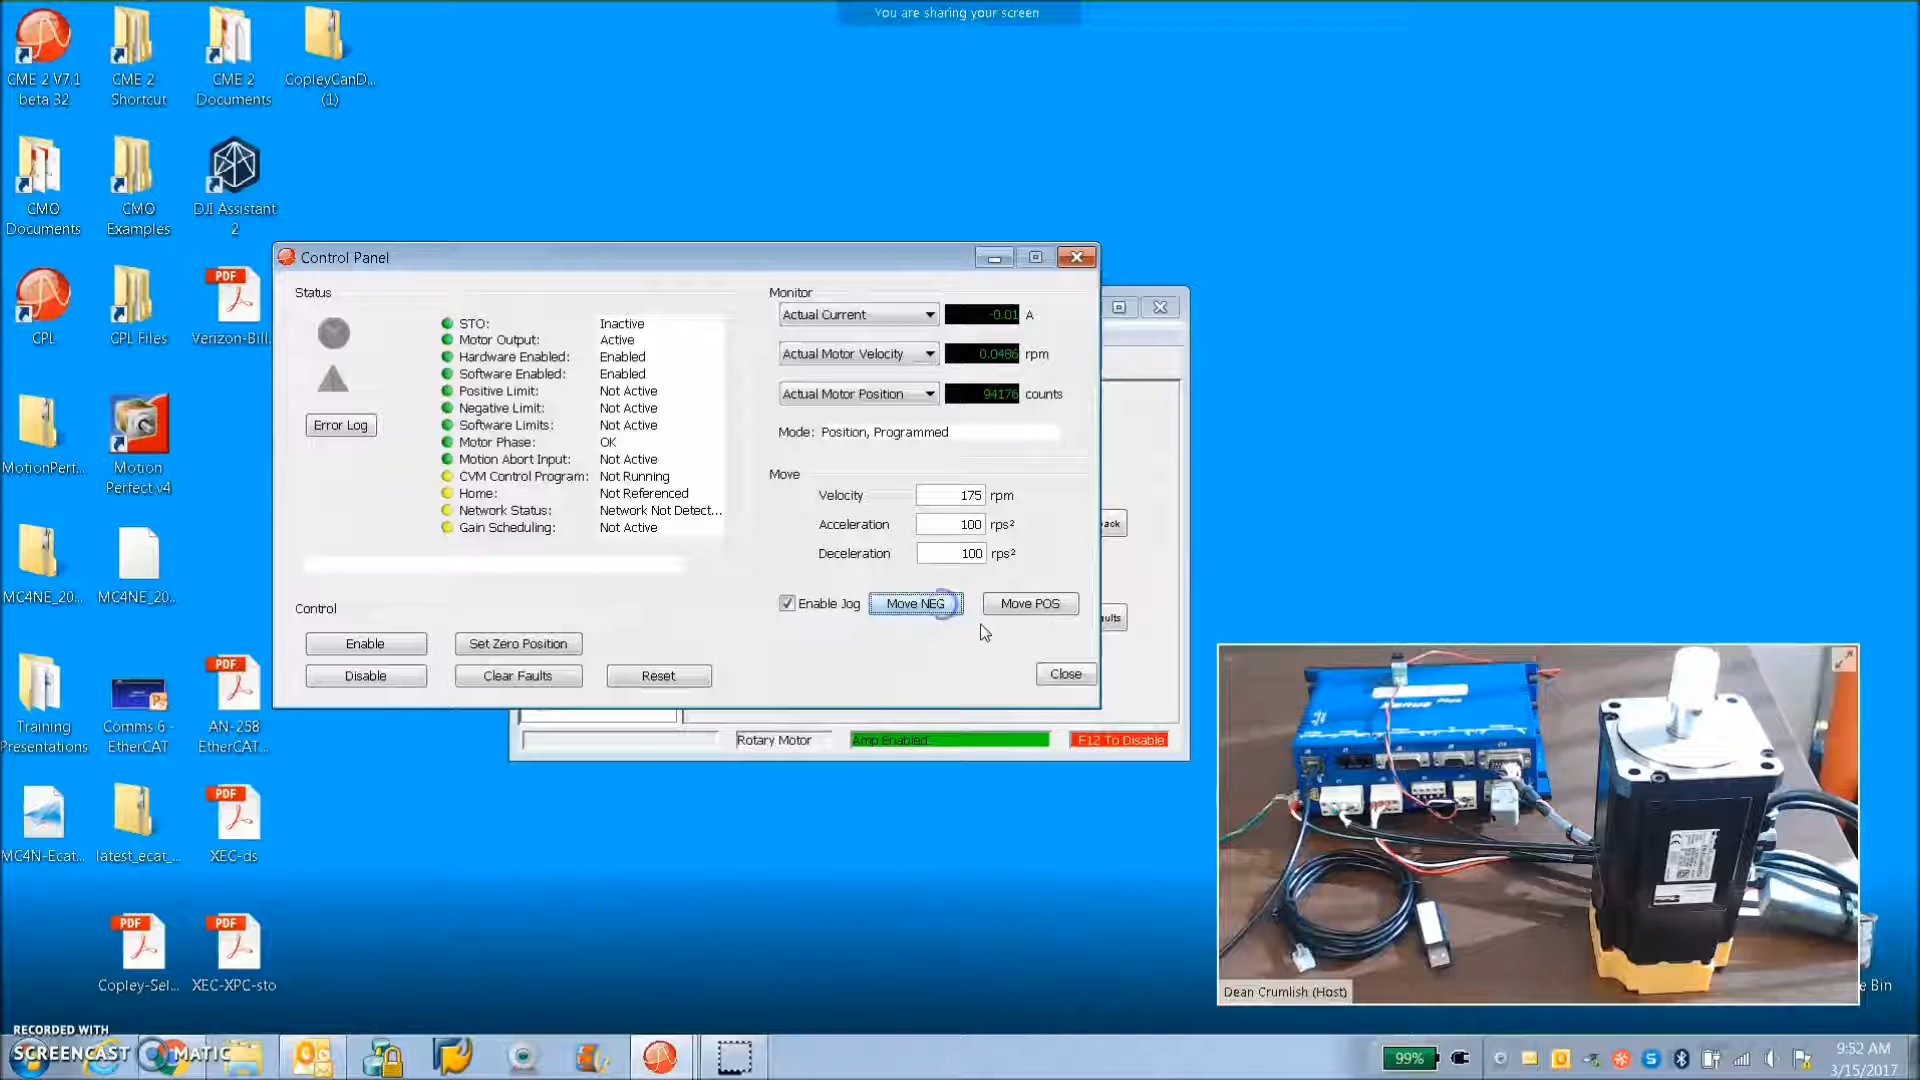 You are sharing your screen
CME 2 V7.1
beta 32
CME 2
Shortcut
CME 2
Documents
CopleyCanD...
(1)
CMO
Documents
CMO
Examples
DJI Assistant
2
CPL
CPL Files
Verizon-Bill...
MotionPerf...
Motion
Perfect v4
MC4NE_20...
MC4NE_20...
Training
Presentations
Comms 6 -
EtherCAT
AN-258
EtherCAT...
MC4N-Ecat...
latest_ecat_...
XEC-ds
Copley-Sel...
XEC-XPC-sto
Control Panel
Status
STO: Inactive
Motor Output: Active
Hardware Enabled: Enabled
Software Enabled: Enabled
Positive Limit: Not Active
Negative Limit: Not Active
Software Limits: Not Active
Motor Phase: OK
Motion Abort Input: Not Active
CVM Control Program: Not Running
Home: Not Referenced
Network Status: Network Not Detect...
Gain Scheduling: Not Active
Error Log
Monitor
Actual Current -0.01 A
Actual Motor Velocity 0.0486 rpm
Actual Motor Position 94176 counts
Mode: Position, Programmed
Move
Velocity 175 rpm
Acceleration 100 rps²
Deceleration 100 rps²
Enable Jog Move NEG Move POS
Control
Enable Set Zero Position
Disable Clear Faults Reset
Close
ack
aults
Rotary Motor Amp Enabled F12 To Disable
Dean Crumlish (Host)
e Bin
RECORDED WITH
SCREENCAST MATIC
99%
9:52 AM
3/15/2017